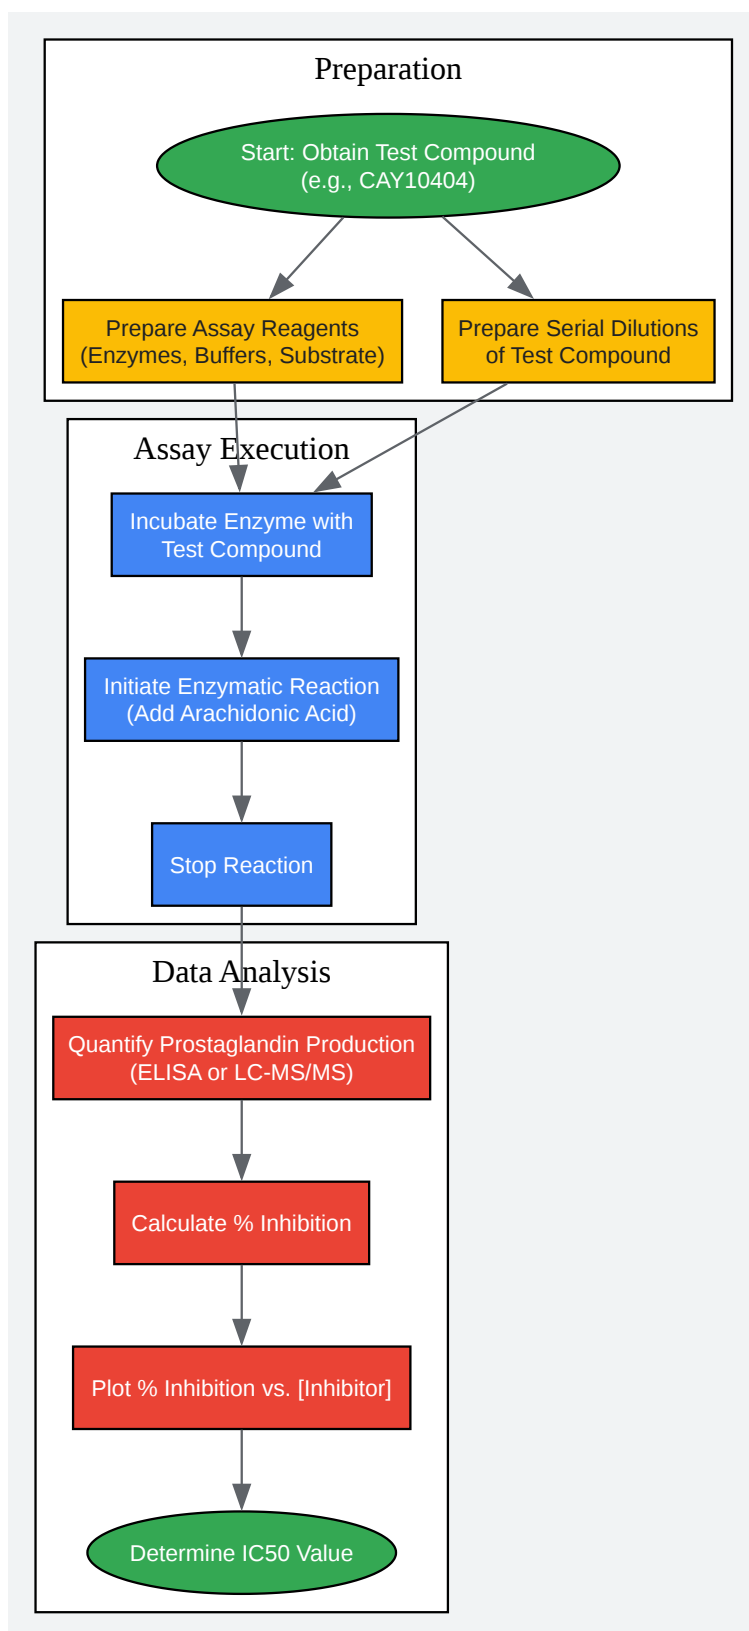 Preparation
Start: Obtain Test Compound
(e.g., CAY10404)
Prepare Assay Reagents
(Enzymes, Buffers, Substrate)
Prepare Serial Dilutions
of Test Compound
Assay Execution
Incubate Enzyme with
Test Compound
Initiate Enzymatic Reaction
(Add Arachidonic Acid)
Stop Reaction
Data Analysis
Quantify Prostaglandin Production
(ELISA or LC-MS/MS)
Calculate % Inhibition
Plot % Inhibition vs. [Inhibitor]
Determine IC50 Value